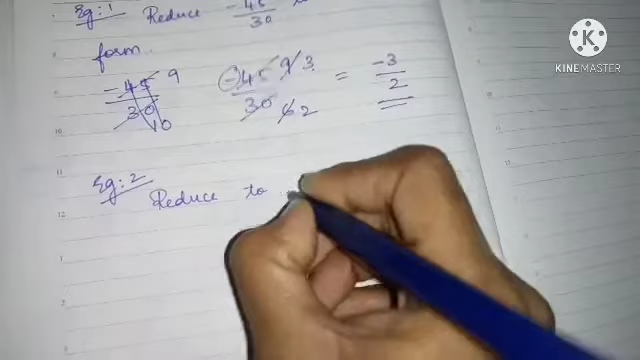 Eg:1 Reduce -45/30 to
form.
-45/30 9 10 -45/30 9 3 6 2 = -3/2
Eg:2 Reduce to
KINEMASTER